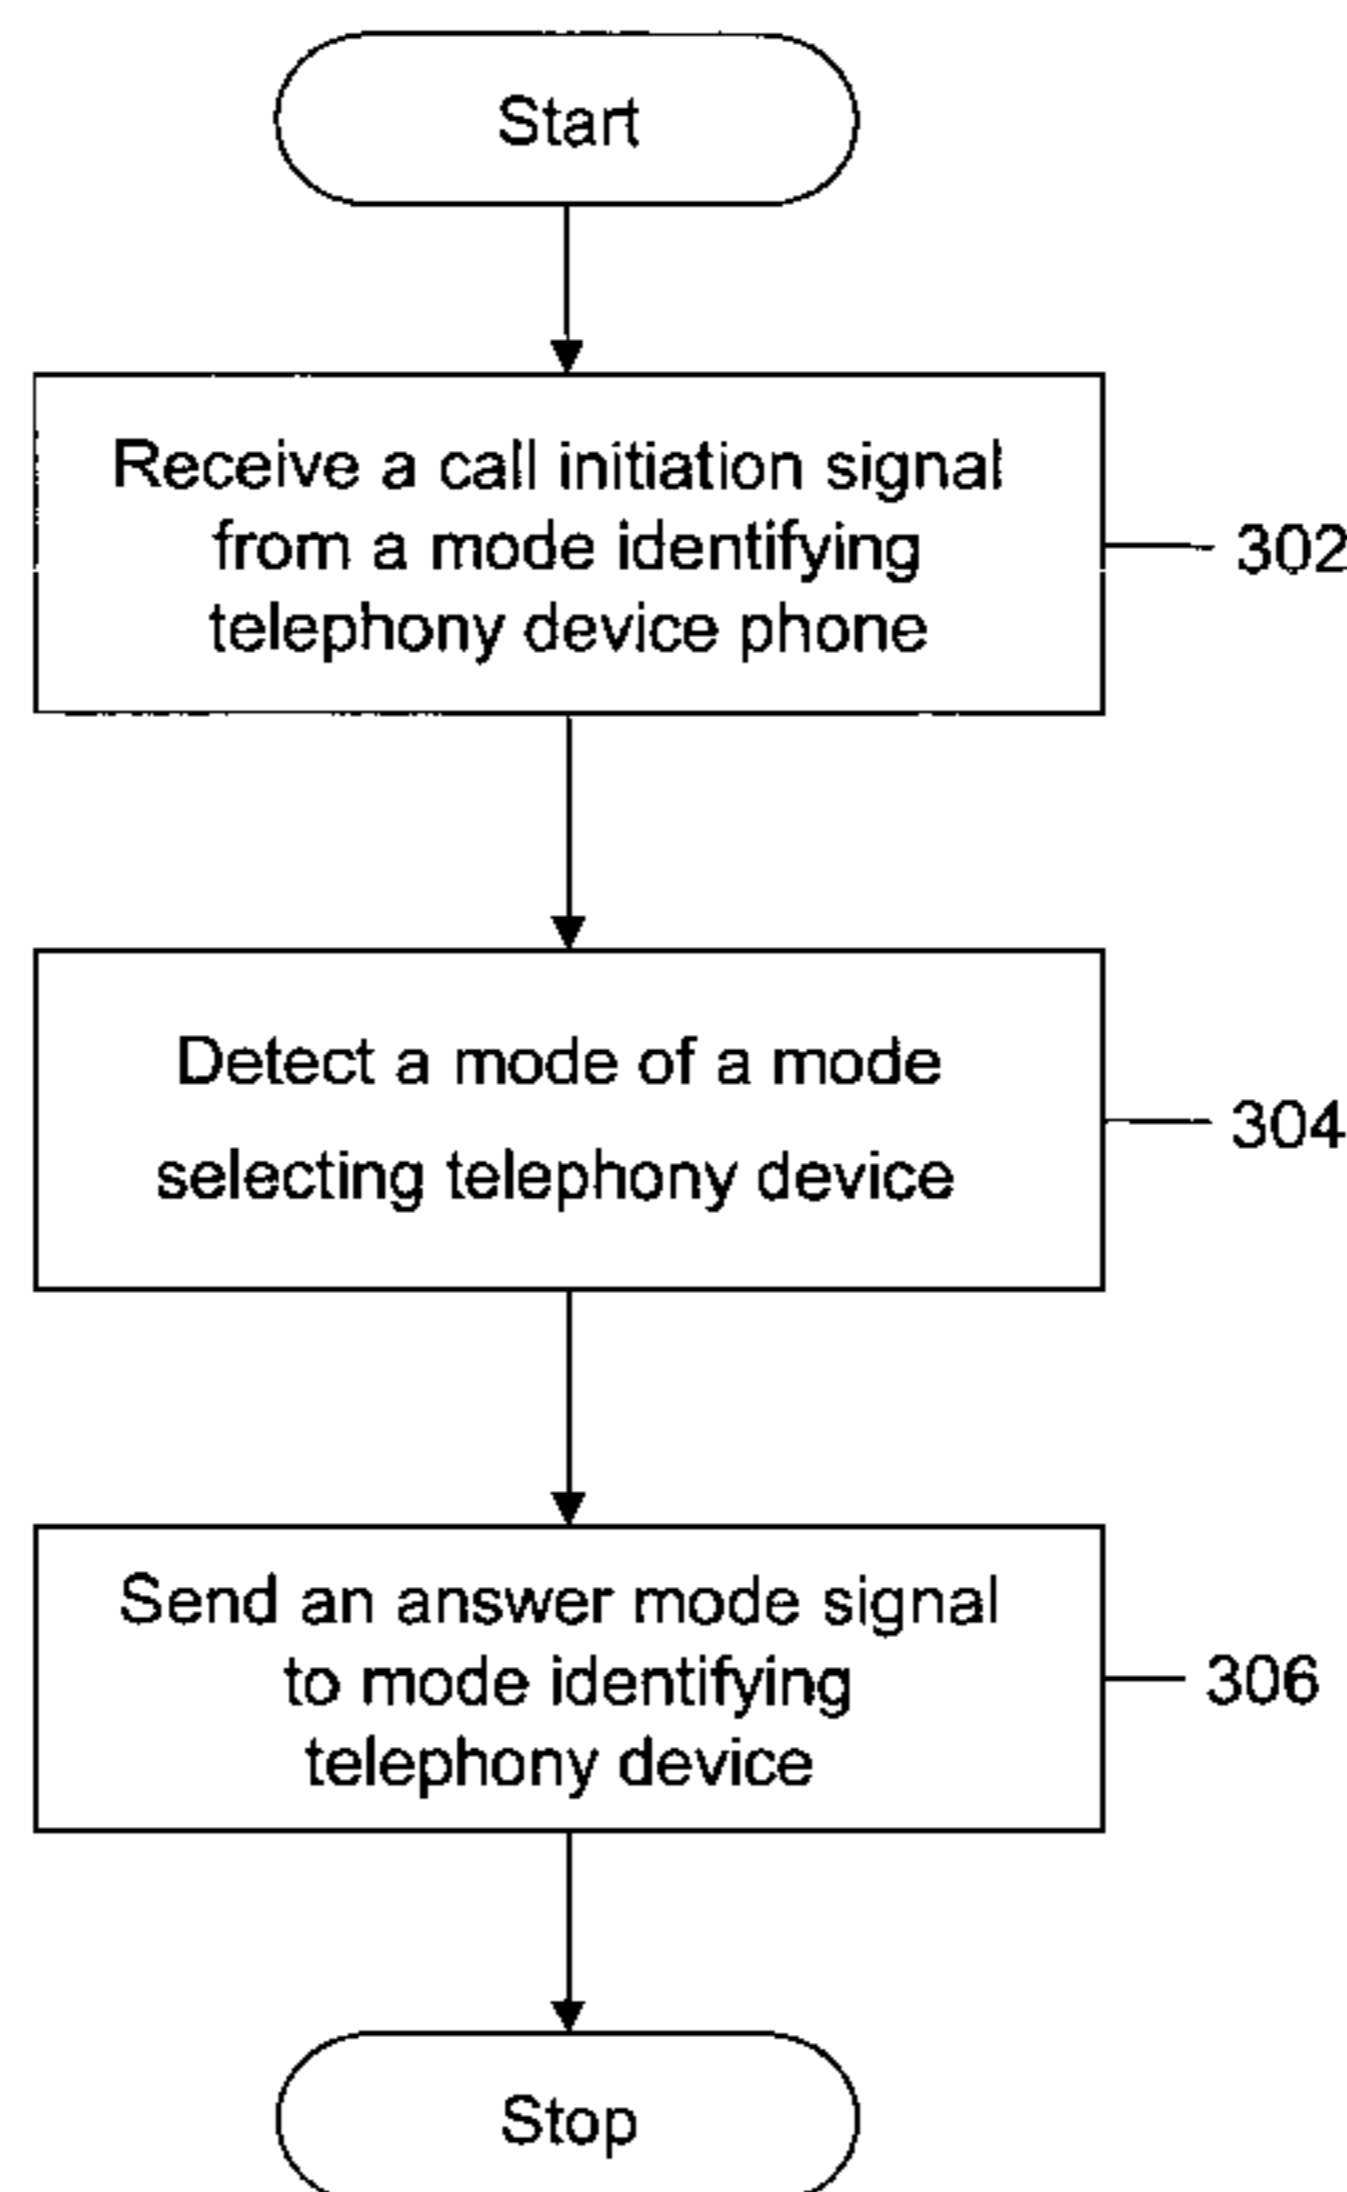 Start
Receive a call initiation signal
from a mode identifying
telephony device phone
302
Detect a mode of a mode
selecting telephony device
304
Send an answer mode signal
to mode identifying
telephony device
306
Stop